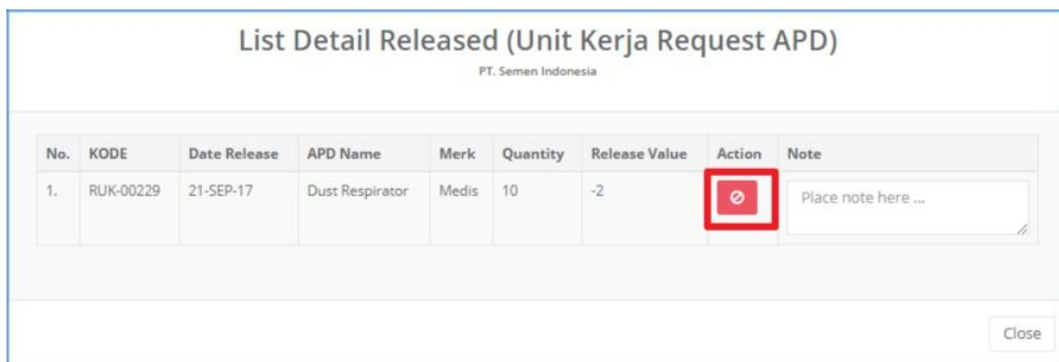 List Detail Released (Unit Kerja Request APD)
PT. Semen Indonesia
No. KODE Date Release APD Name Merk Quantity Release Value Action Note
1. RUK-00229 21-SEP-17 Dust Respirator Medis 10 -2 Place note here ...
Close